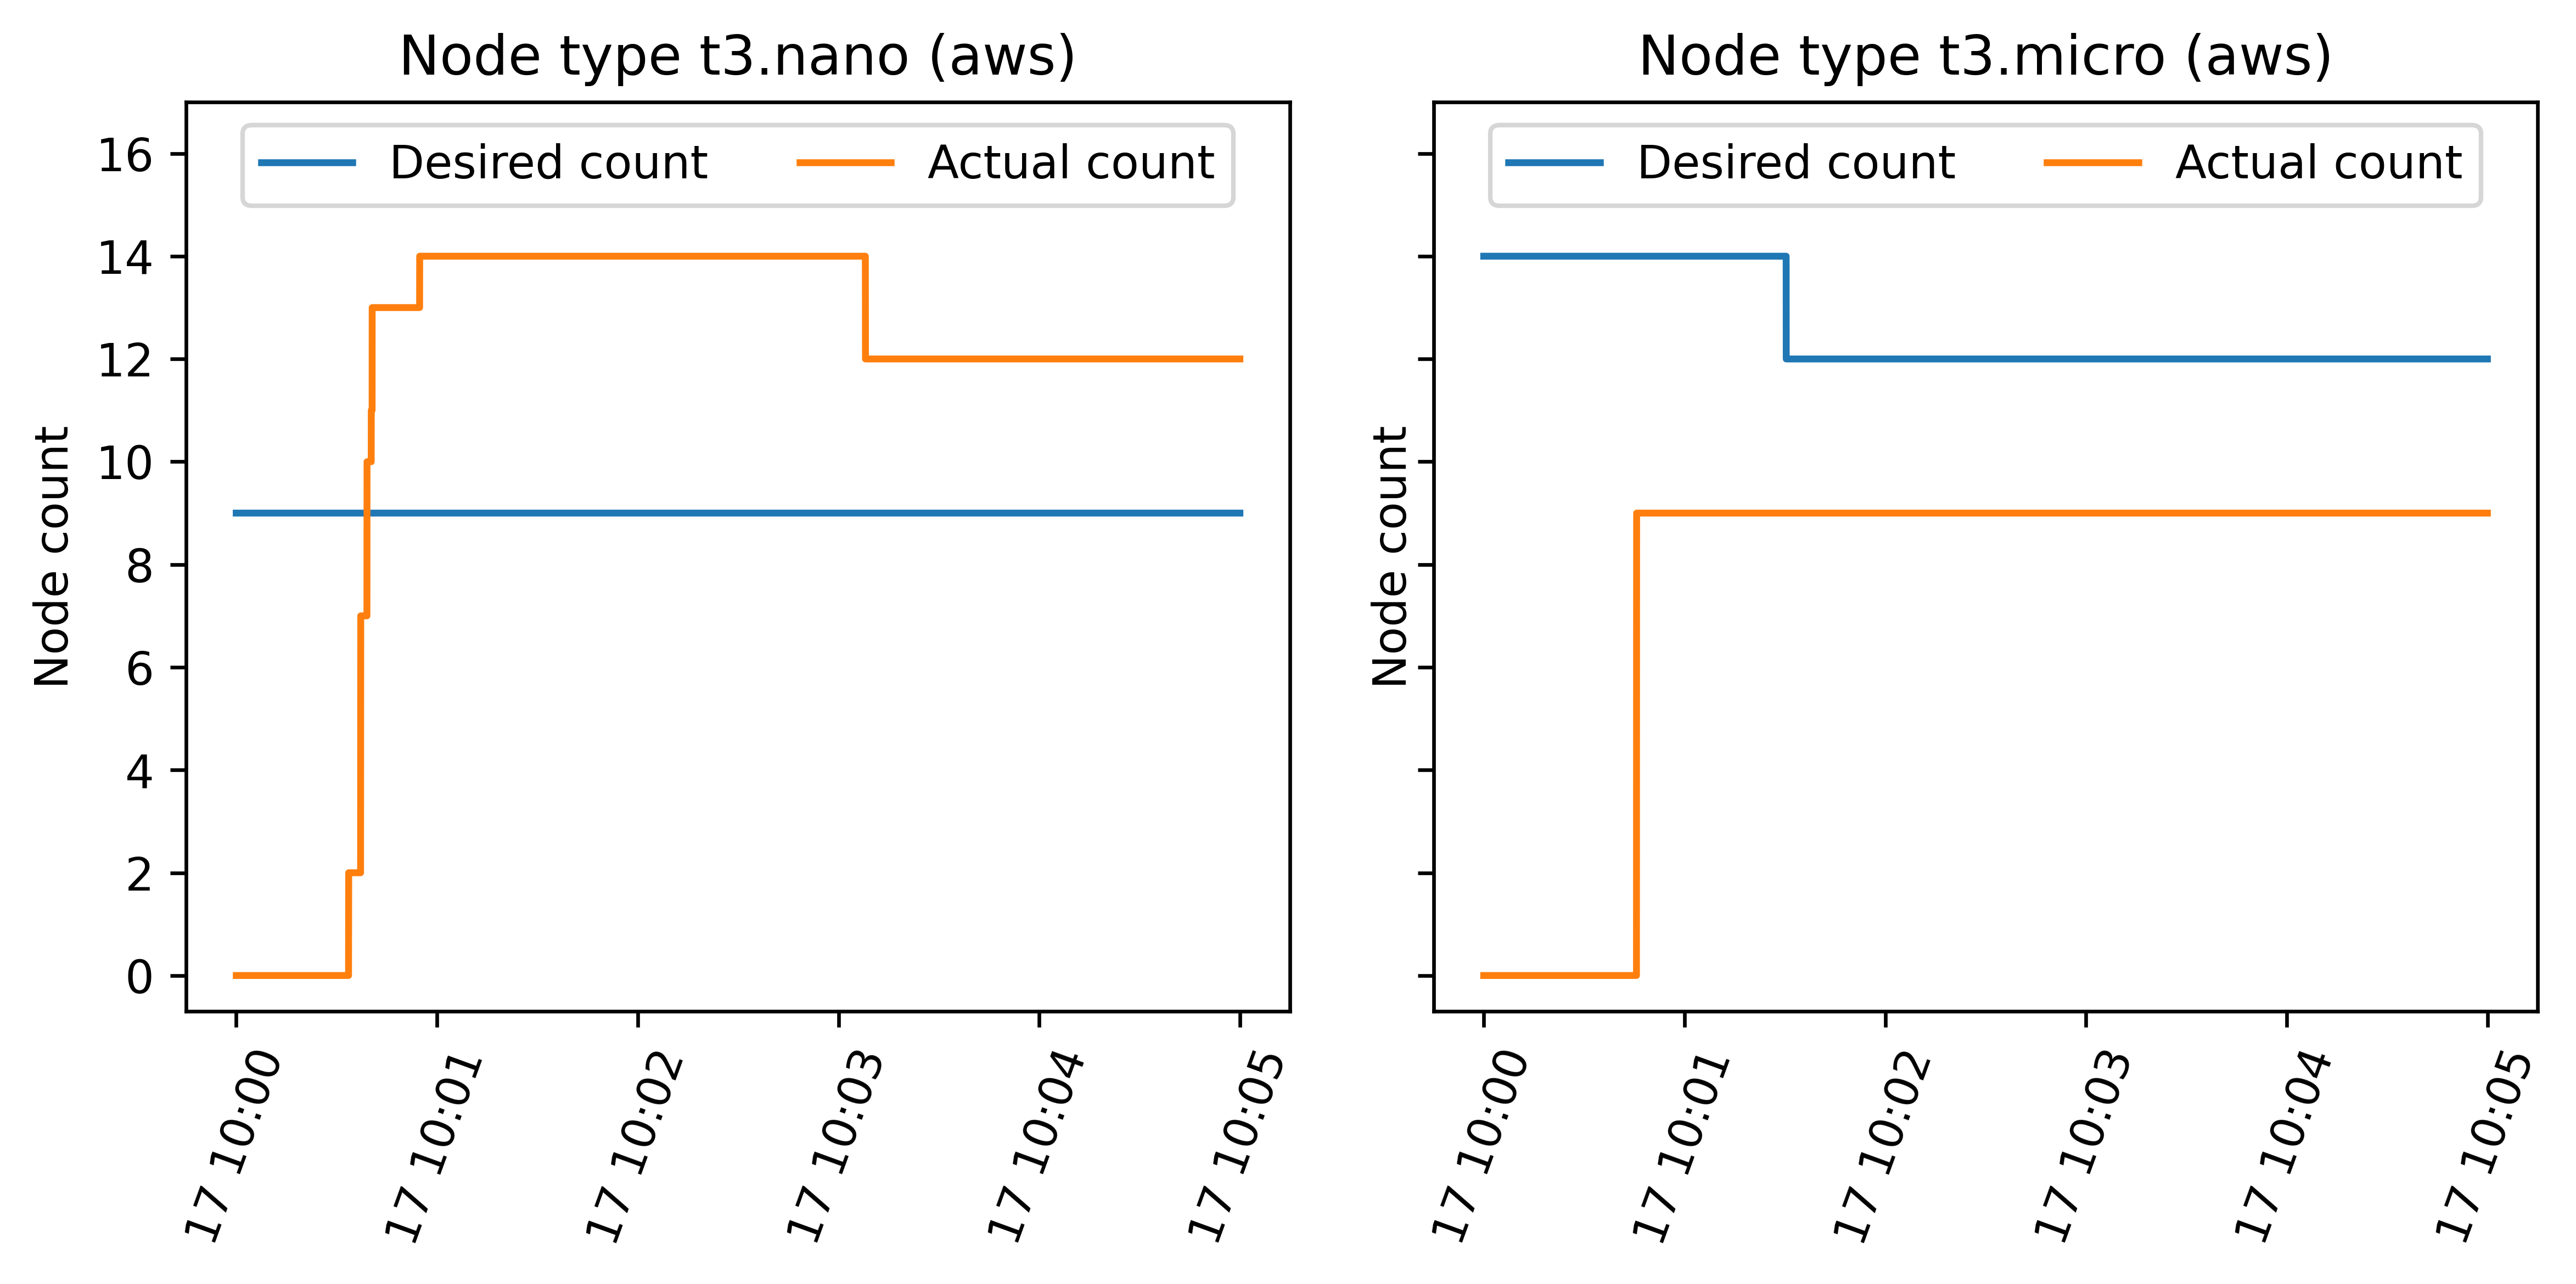 Node type t3.nano (aws)
Desired count
Actual count
Node count
16
14
12
10
8
6
4
2
0
17 10:00
17 10:01
17 10:02
17 10:03
17 10:04
17 10:05
Node type t3.micro (aws)
Desired count
Actual count
Node count
17 10:00
17 10:01
17 10:02
17 10:03
17 10:04
17 10:05